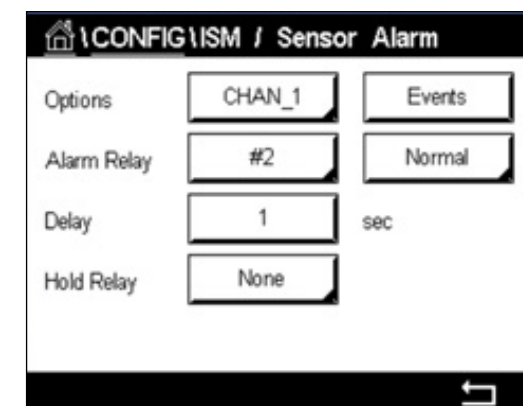 \CONFIG\ISM / Sensor Alarm
Options CHAN_1 Events
Alarm Relay #2 Normal
Delay 1 sec
Hold Relay None